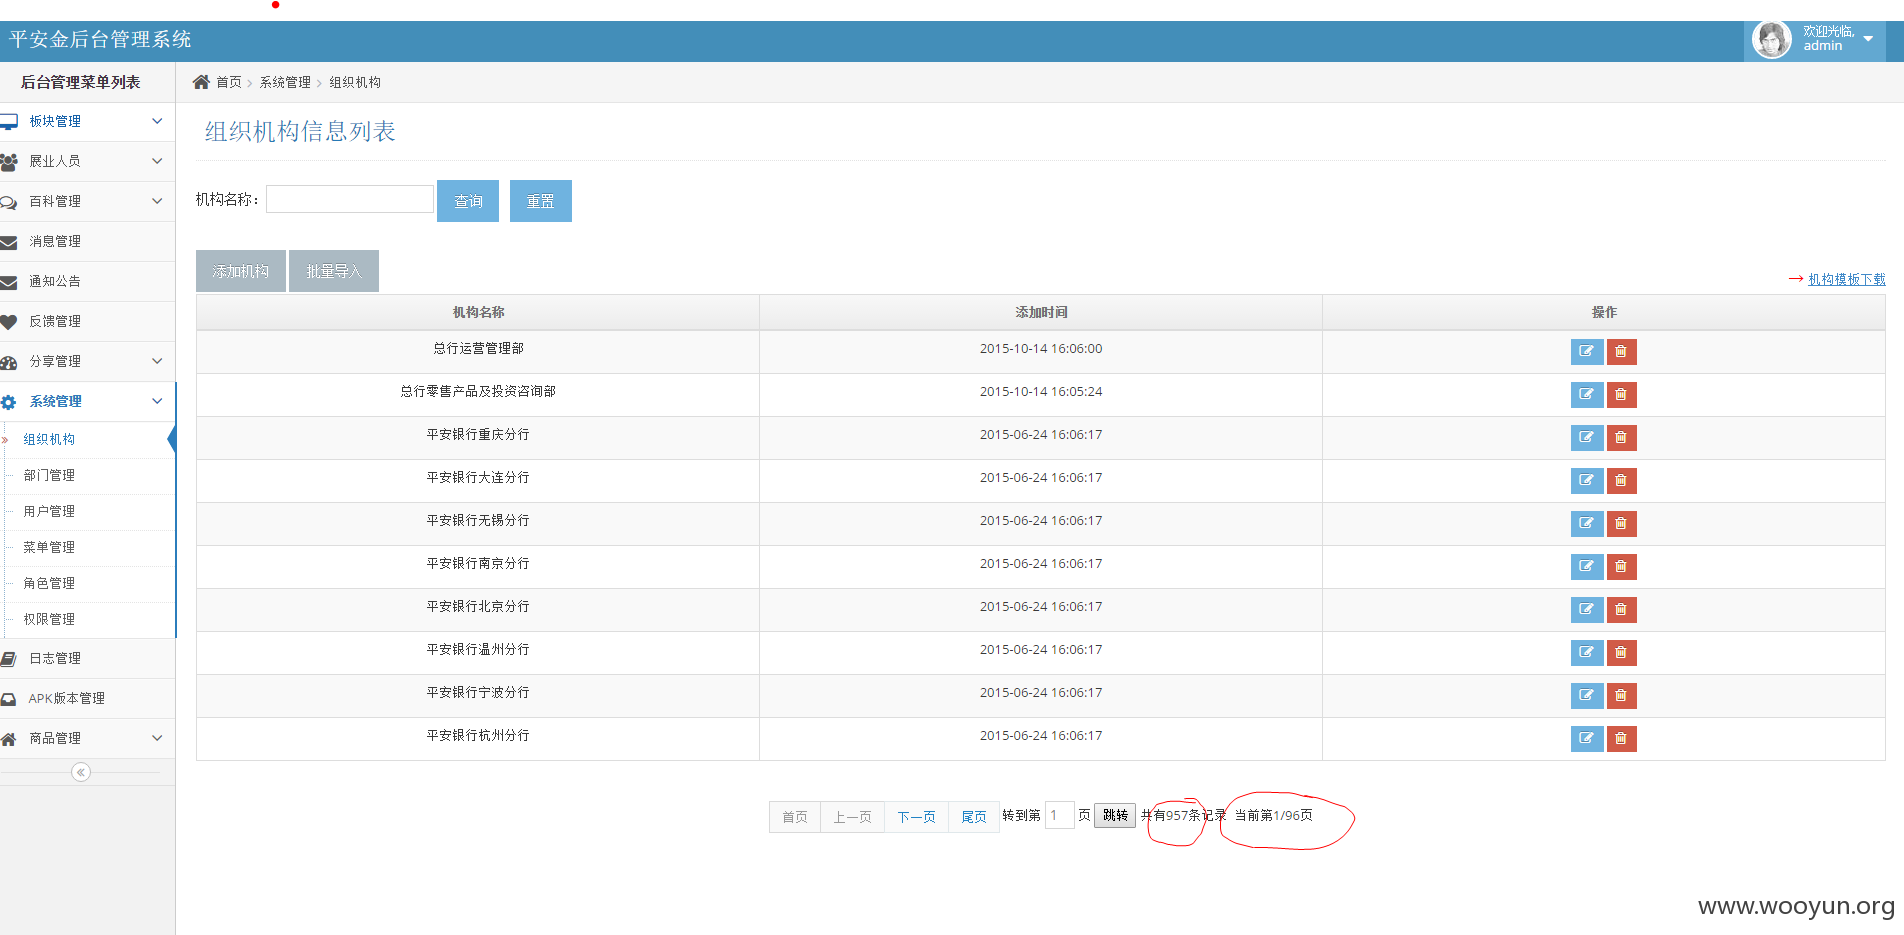 平安金后台管理系统
欢迎光临,
admin
后台管理菜单列表
首页 > 系统管理 > 组织机构
板块管理
展业人员
百科管理
消息管理
通知公告
反馈管理
分享管理
系统管理
» 组织机构
部门管理
用户管理
菜单管理
角色管理
权限管理
日志管理
APK版本管理
商品管理
«
组织机构信息列表
机构名称： 查询 重置
添加机构 批量导入
→ 机构模板下载
机构名称 添加时间 操作
总行运营管理部 2015-10-14 16:06:00
总行零售产品及投资咨询部 2015-10-14 16:05:24
平安银行重庆分行 2015-06-24 16:06:17
平安银行大连分行 2015-06-24 16:06:17
平安银行无锡分行 2015-06-24 16:06:17
平安银行南京分行 2015-06-24 16:06:17
平安银行北京分行 2015-06-24 16:06:17
平安银行温州分行 2015-06-24 16:06:17
平安银行宁波分行 2015-06-24 16:06:17
平安银行杭州分行 2015-06-24 16:06:17
首页 上一页 下一页 尾页 转到第 1 页 跳转 共有957条记录 当前第1/96页
www.wooyun.org